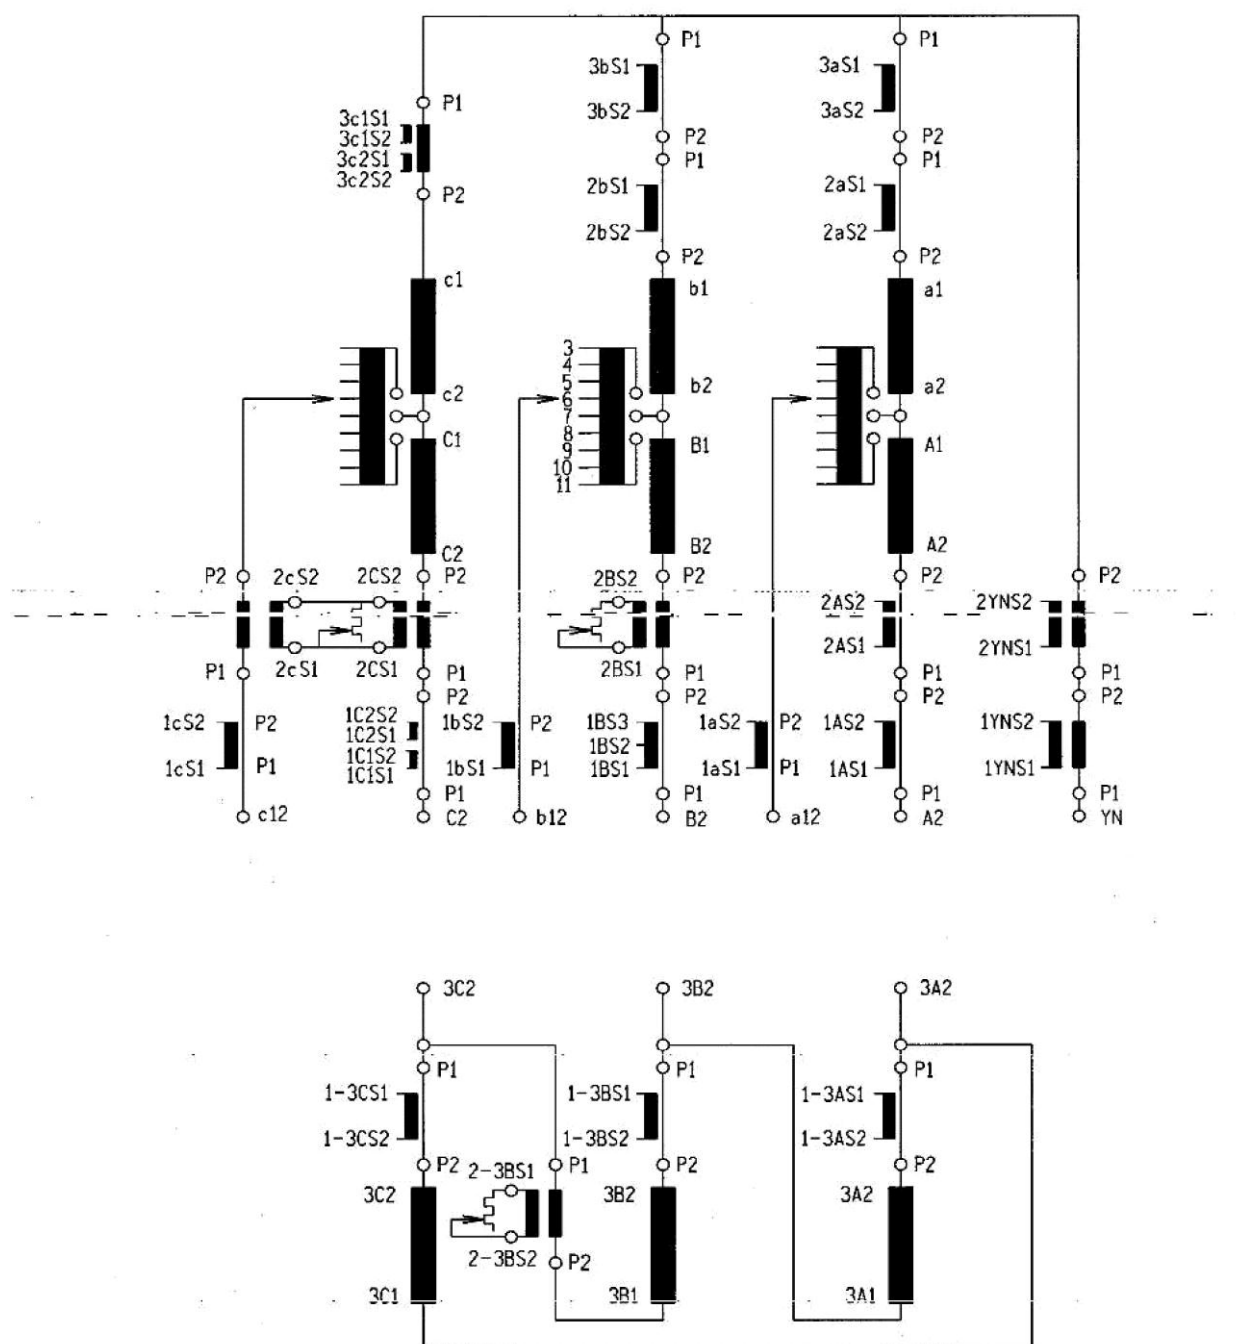 P1 P1
3bS1 3aS1
P1
3bS2 3aS2
3c1S1
3c1S2 P2 P2
3c2S1 P1 P1
3c2S2 2bS1 2aS1
P2
2bS2 2aS2
P2 P2
c1 b1 a1
3
4
5
c2 6 b2 a2
7
8
C1 9 B1 A1
10
11
C2 B2 A2
P2 2cS2 2CS2 P2 2BS2 P2 P2 P2
2AS2 2YNS2
2AS1 2YNS1
P1 2cS1 2CS1 P1 2BS1 P1 P1 P1
P2 P2 P2 P2
1cS2 P2 1C2S2 1bS2 P2 1BS3 1aS2 P2 1AS2 1YNS2
1C2S1 1BS2
1C1S2
1cS1 P1 1C1S1 1bS1 P1 1BS1 1aS1 P1 1AS1 1YNS1
P1 P1 P1 P1
c12 C2 b12 B2 a12 A2 YN
3C2 3B2 3A2
P1 P1 P1
1-3CS1 1-3BS1 1-3AS1
1-3CS2 1-3BS2 1-3AS2
P2 2-3BS1 P1 P2 P2
3C2 3B2 3A2
2-3BS2 P2
3C1 3B1 3A1